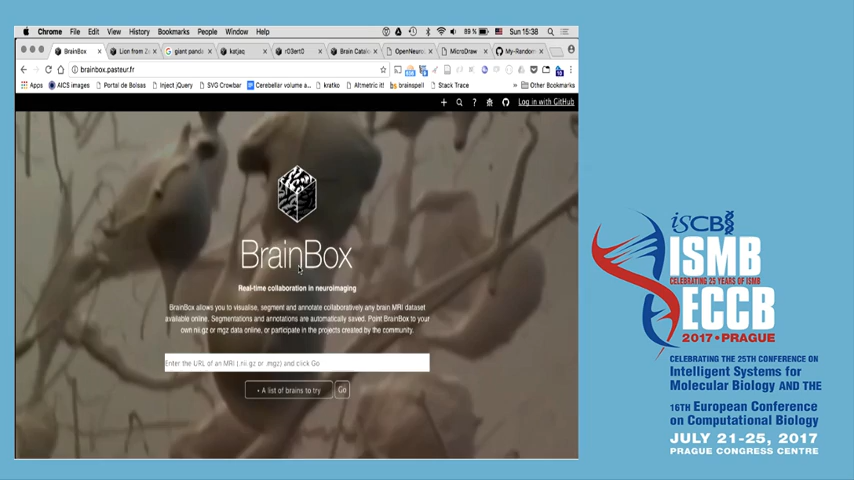 Chrome File Edit View History Bookmarks People Window Help
89 % Sun 15:38
BrainBox Lion from Zo giant panda katjaq r03ert0 Brain Catalo OpenNeuro MicroDraw My-Random
brainbox.pasteur.fr
Apps AICS images Portal de Bolsas Inject jQuery SVG Crowbar Cerebellar volume a kratko Altmetric it! brainspell Stack Trace » Other Bookmarks
+ ? Log in with GitHub
BrainBox
Real-time collaboration in neuroimaging
BrainBox allows you to visualise, segment and annotate collaboratively any brain MRI dataset
available online. Segmentations and annotations are automatically saved. Point BrainBox to your
own nii.gz or mgz data online, or participate in the projects created by the community.
Enter the URL of an MRI (.nii.gz or .mgz) and click Go
• A list of brains to try Go
iSCB
ISMB
CELEBRATING 25 YEARS OF ISMB
ECCB
2017 • PRAGUE
CELEBRATING THE 25TH CONFERENCE ON
Intelligent Systems for
Molecular Biology AND THE
16TH European Conference
on Computational Biology
JULY 21-25, 2017
PRAGUE CONGRESS CENTRE